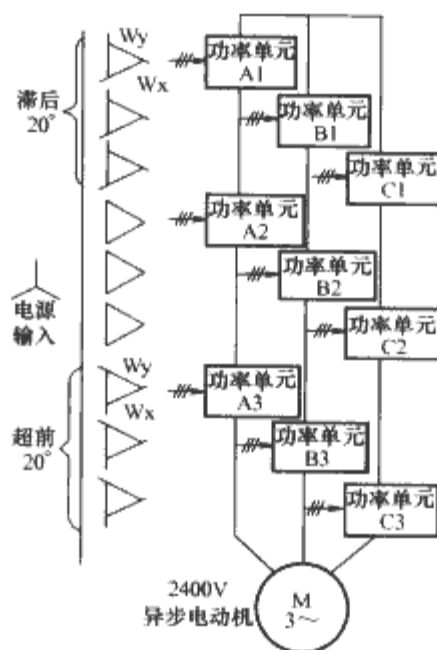 Wy
Wx
滞后
20°
电源
输入
Wy
Wx
超前
20°
功率单元
A1
功率单元
B1
功率单元
C1
功率单元
A2
功率单元
B2
功率单元
C2
功率单元
A3
功率单元
B3
功率单元
C3
2400V
异步电动机
M
3～